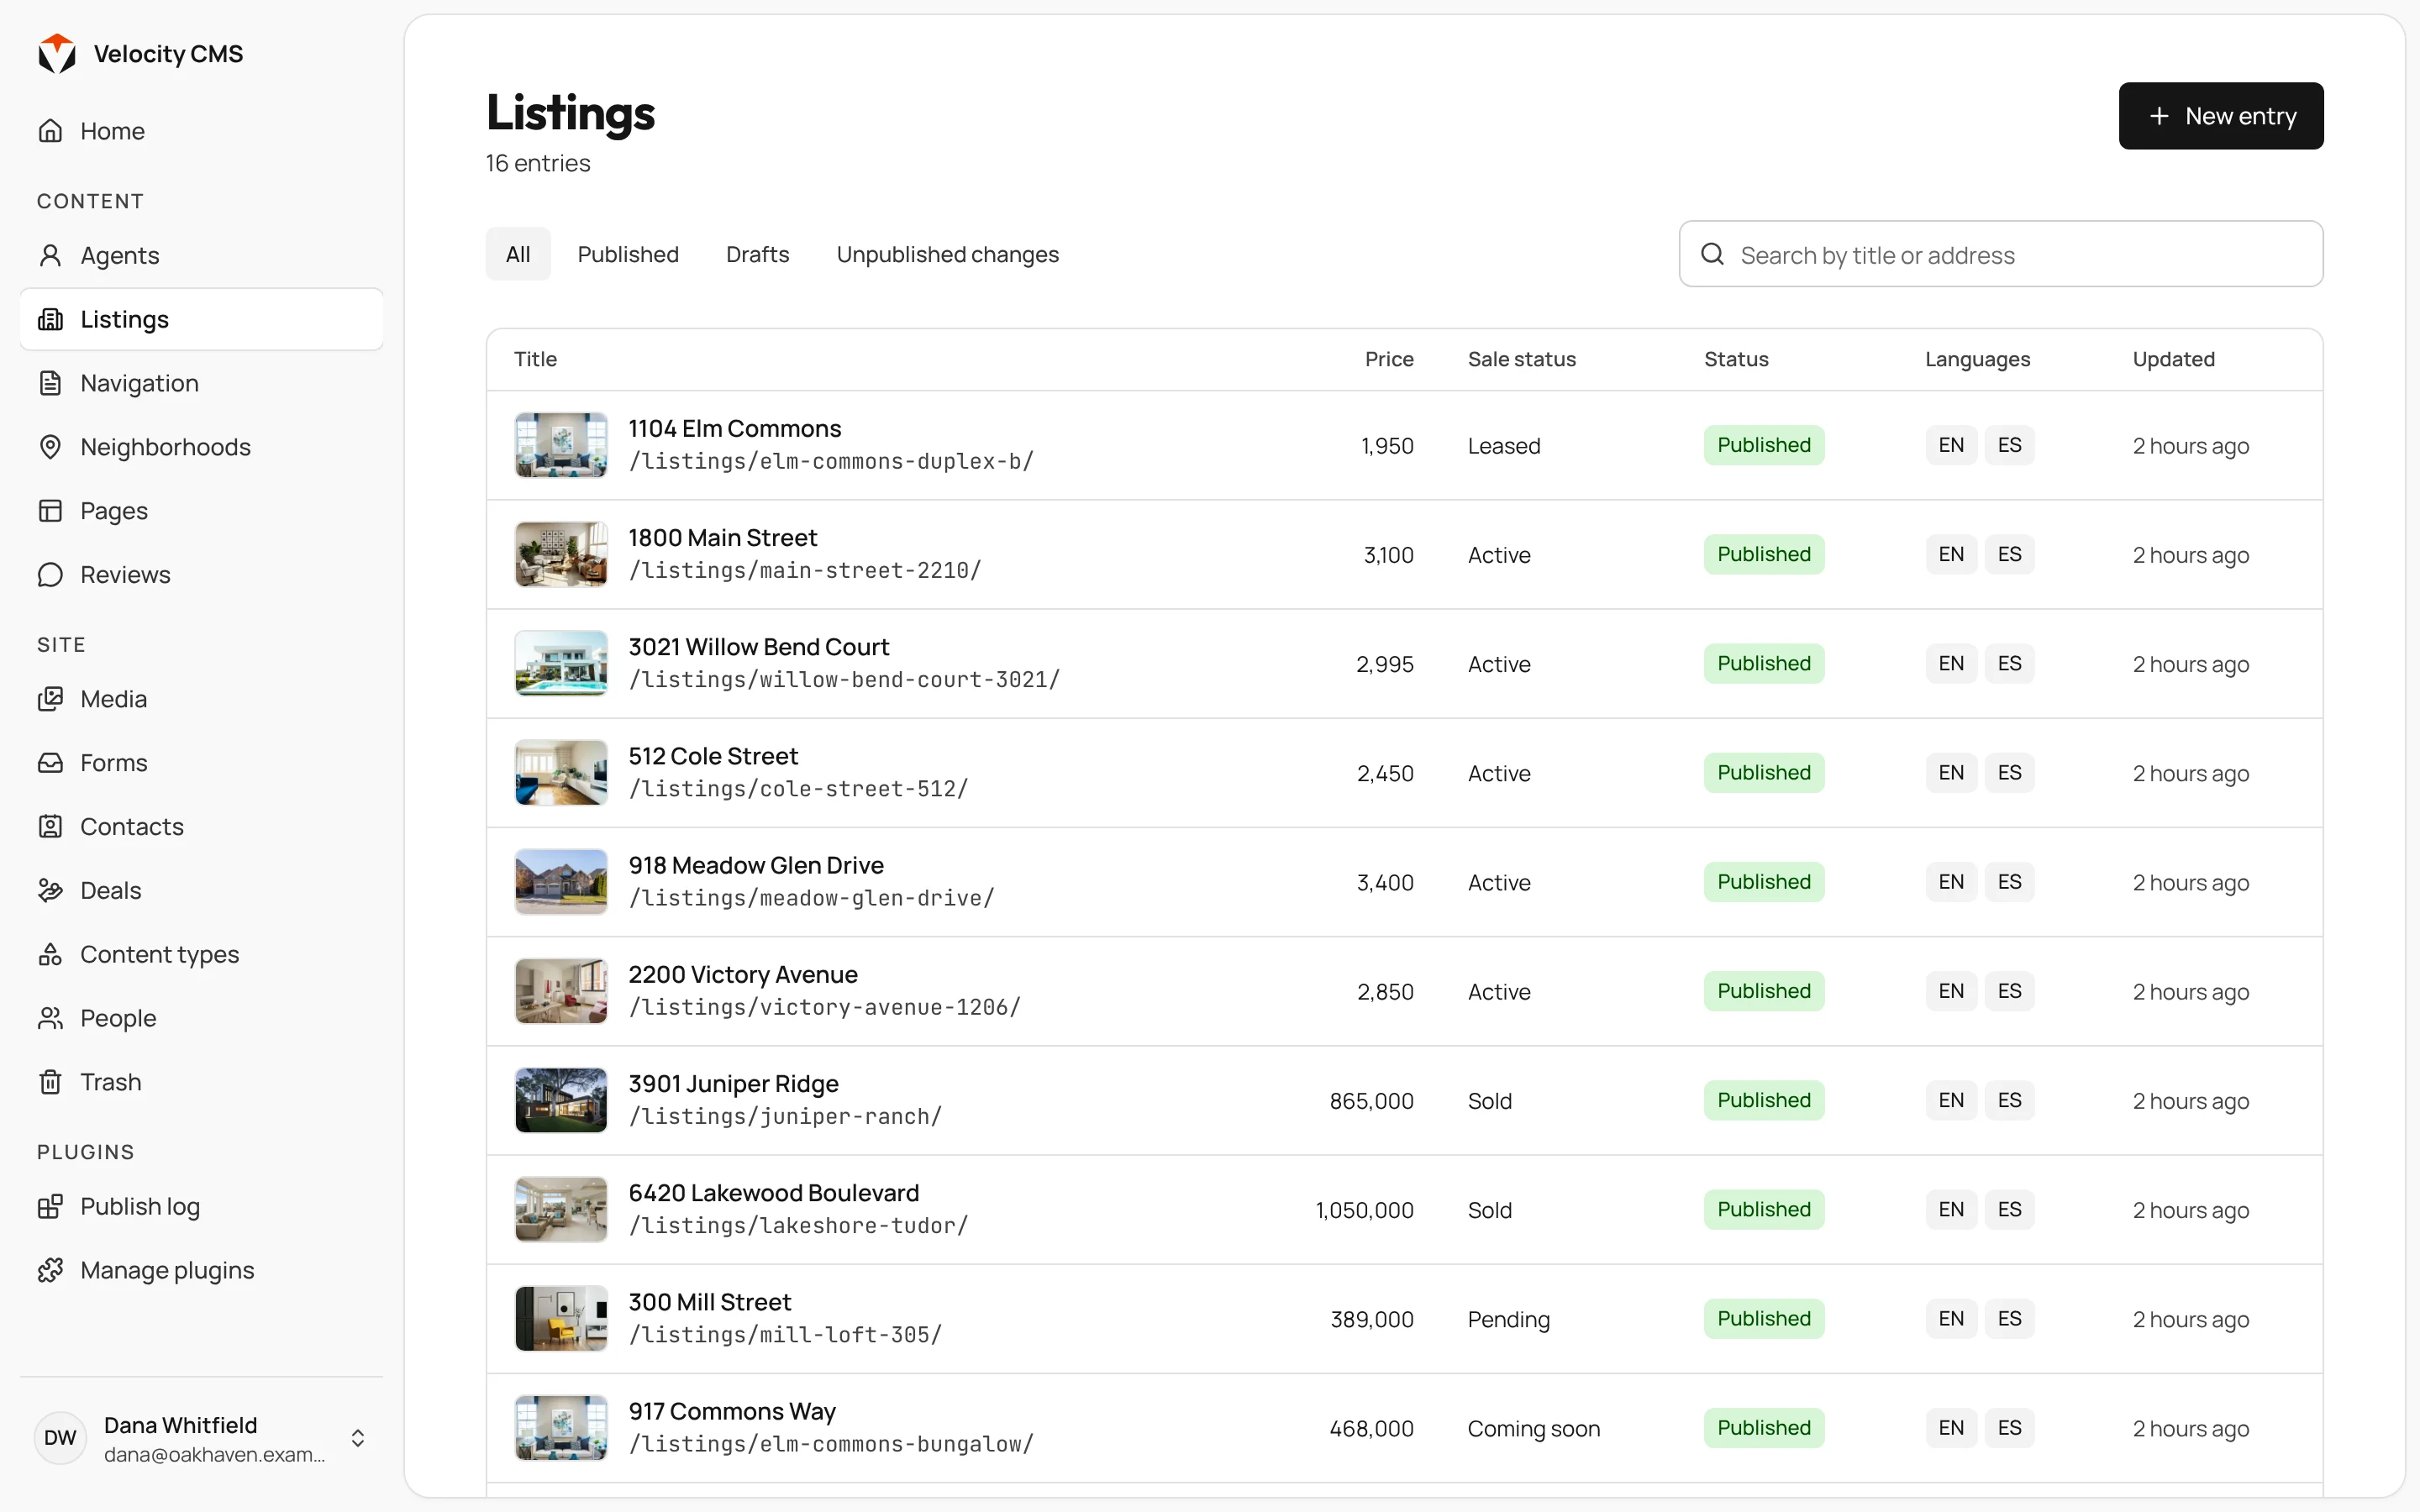 Velocity CMS
Home
CONTENT
Agents
Listings
Navigation
Neighborhoods
Pages
Reviews
SITE
Media
Forms
Contacts
Deals
Content types
People
Trash
PLUGINS
Publish log
Manage plugins
DW
Dana Whitfield
dana@oakhaven.exam...
Listings
16 entries
New entry
All Published Drafts Unpublished changes
Search by title or address
Title Price Sale status Status Languages Updated
1104 Elm Commons
/listings/elm-commons-duplex-b/
1,950 Leased Published EN ES 2 hours ago
1800 Main Street
/listings/main-street-2210/
3,100 Active Published EN ES 2 hours ago
3021 Willow Bend Court
/listings/willow-bend-court-3021/
2,995 Active Published EN ES 2 hours ago
512 Cole Street
/listings/cole-street-512/
2,450 Active Published EN ES 2 hours ago
918 Meadow Glen Drive
/listings/meadow-glen-drive/
3,400 Active Published EN ES 2 hours ago
2200 Victory Avenue
/listings/victory-avenue-1206/
2,850 Active Published EN ES 2 hours ago
3901 Juniper Ridge
/listings/juniper-ranch/
865,000 Sold Published EN ES 2 hours ago
6420 Lakewood Boulevard
/listings/lakeshore-tudor/
1,050,000 Sold Published EN ES 2 hours ago
300 Mill Street
/listings/mill-loft-305/
389,000 Pending Published EN ES 2 hours ago
917 Commons Way
/listings/elm-commons-bungalow/
468,000 Coming soon Published EN ES 2 hours ago